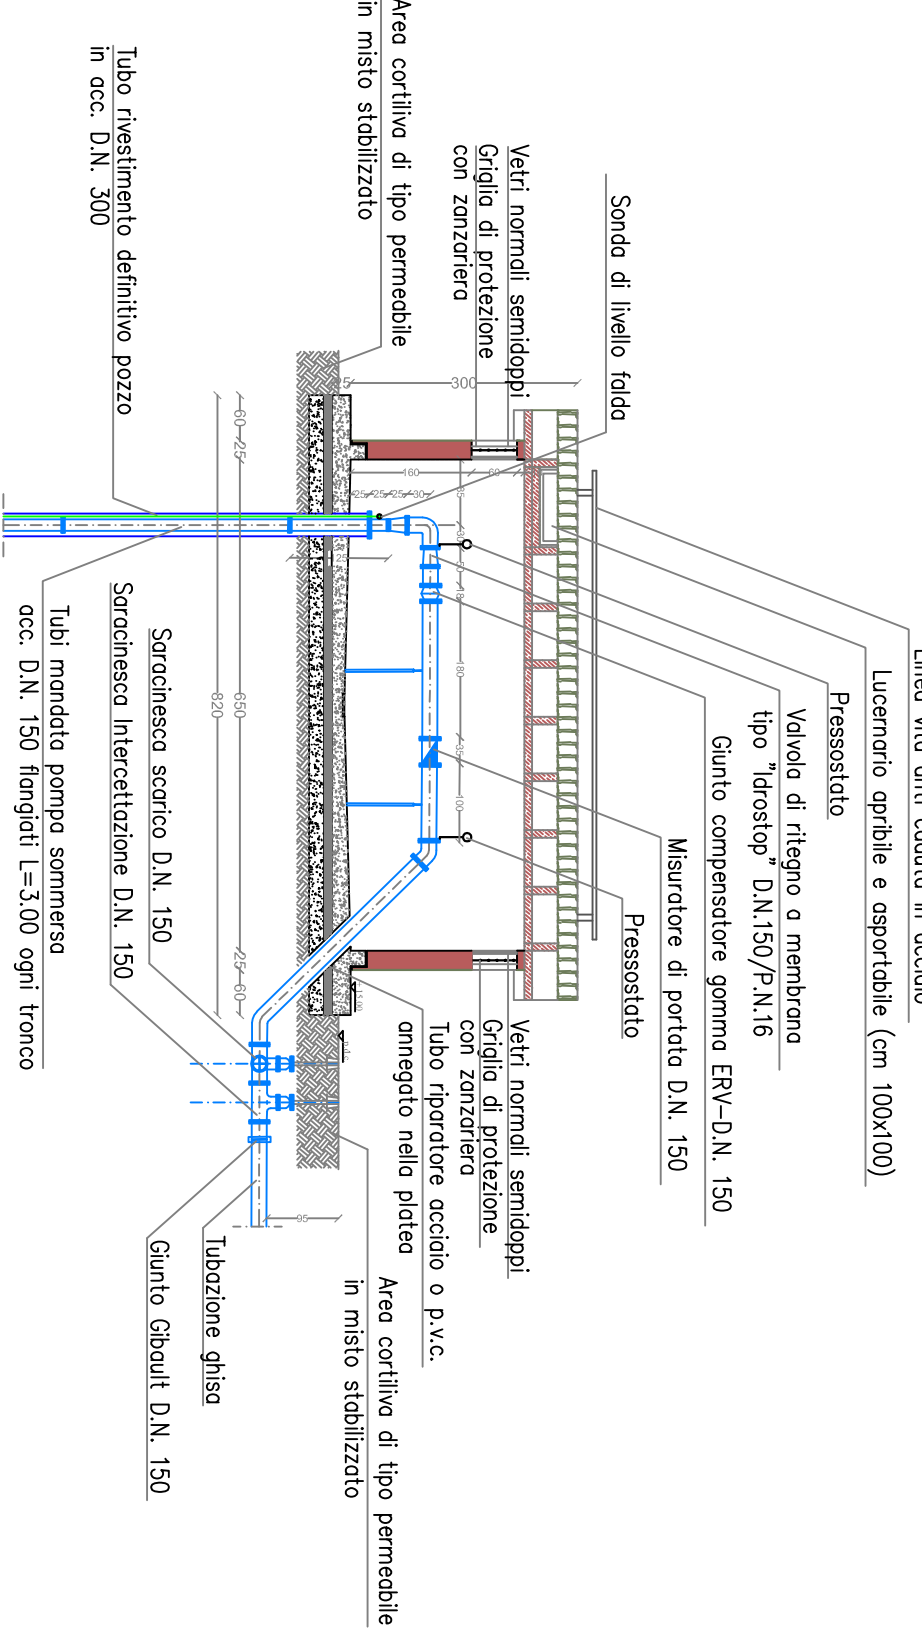 Linea vita anti caduta in acciaio
Lucernario apribile e asportabile (cm 100x100)
Pressostato
Valvola di ritegno a membrana
tipo "Idrostop" D.N.150/P.N.16
Giunto compensatore gomma ERV-D.N. 150
Misuratore di portata D.N. 150
Pressostato
Sonda di livello falda
Vetri normali semidoppi
Griglia di protezione
con zanzariera
Vetri normali semidoppi
Griglia di protezione
con zanzariera
Tubo riparatore acciaio o p.v.c.
annegato nella platea
Area cortiliva di tipo permeabile
in misto stabilizzato
Area cortiliva di tipo permeabile
in misto stabilizzato
Tubazione ghisa
Giunto Gibault D.N. 150
Saracinesca scarico D.N. 150
Saracinesca Intercettazione D.N. 150
Tubo rivestimento definitivo pozzo
in acc. D.N. 300
Tubi mandata pompa sommersa
acc. D.N. 150 flangiati L=3.00 ogni tronco
300
25
160
60
25 25 25 30
180
35
100
60 25
650
25 60
820
95